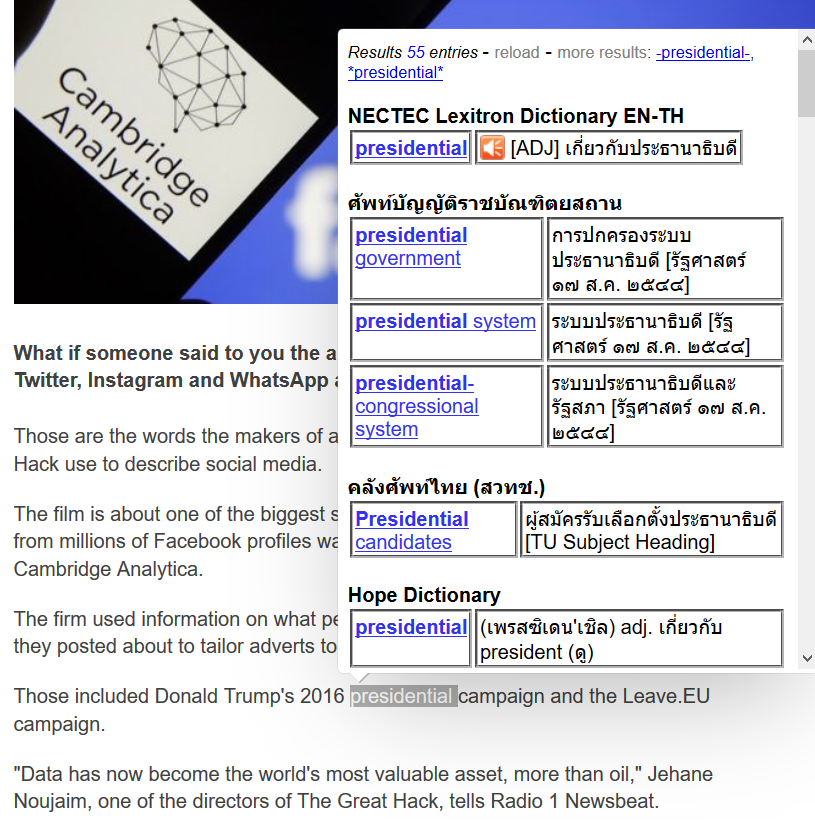 Cambridge
Analytica
Results 55 entries - reload - more results: -presidential-,
*presidential*
NECTEC Lexitron Dictionary EN-TH
presidential [ADJ] เกี่ยวกับประธานาธิบดี
ศัพท์บัญญัติราชบัณฑิตยสถาน
presidential
government
การปกครองระบบ
ประธานาธิบดี [รัฐศาสตร์
๑๗ ส.ค. ๒๕๔๔]
presidential system
ระบบประธานาธิบดี [รัฐ
ศาสตร์ ๑๗ ส.ค. ๒๕๔๔]
presidential-
congressional
system
ระบบประธานาธิบดีและ
รัฐสภา [รัฐศาสตร์ ๑๗ ส.ค.
๒๕๔๔]
คลังศัพท์ไทย (สวทช.)
Presidential
candidates
ผู้สมัครรับเลือกตั้งประธานาธิบดี
[TU Subject Heading]
Hope Dictionary
presidential
(เพรสซิเดน'เชิล) adj. เกี่ยวกับ
president (ดู)
What if someone said to you the a
Twitter, Instagram and WhatsApp
Those are the words the makers of a
Hack use to describe social media.
The film is about one of the biggest s
from millions of Facebook profiles wa
Cambridge Analytica.
The firm used information on what pe
they posted about to tailor adverts to
Those included Donald Trump's 2016 presidential campaign and the Leave.EU
campaign.
"Data has now become the world's most valuable asset, more than oil," Jehane
Noujaim, one of the directors of The Great Hack, tells Radio 1 Newsbeat.